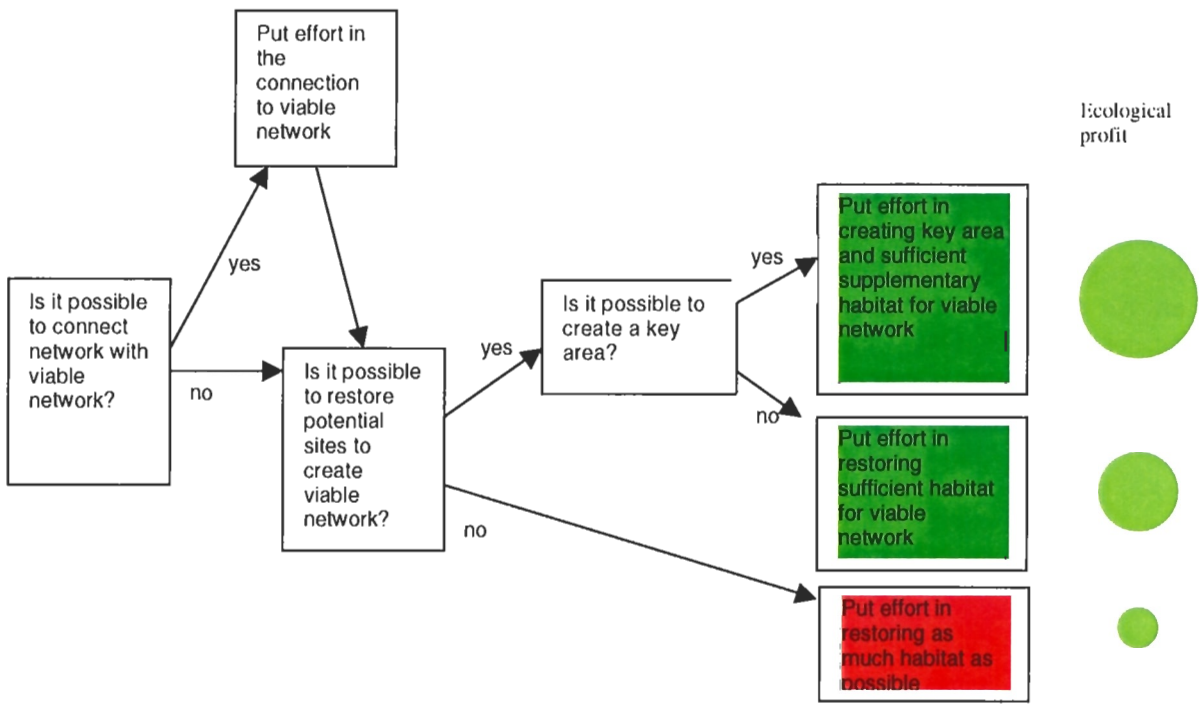 Put effort in
the
connection
to viable
network
Ecological
profit
Is it possible
to connect
network with
viable
network?
yes
no
Is it possible
to restore
potential
sites to
create
viable
network?
yes
no
Is it possible to
create a key
area?
yes
no
Put effort in
creating key area
and sufficient
supplementary
habitat for viable
network
Put effort in
restoring
sufficient habitat
for viable
network
Put effort in
restoring as
much habitat as
possible